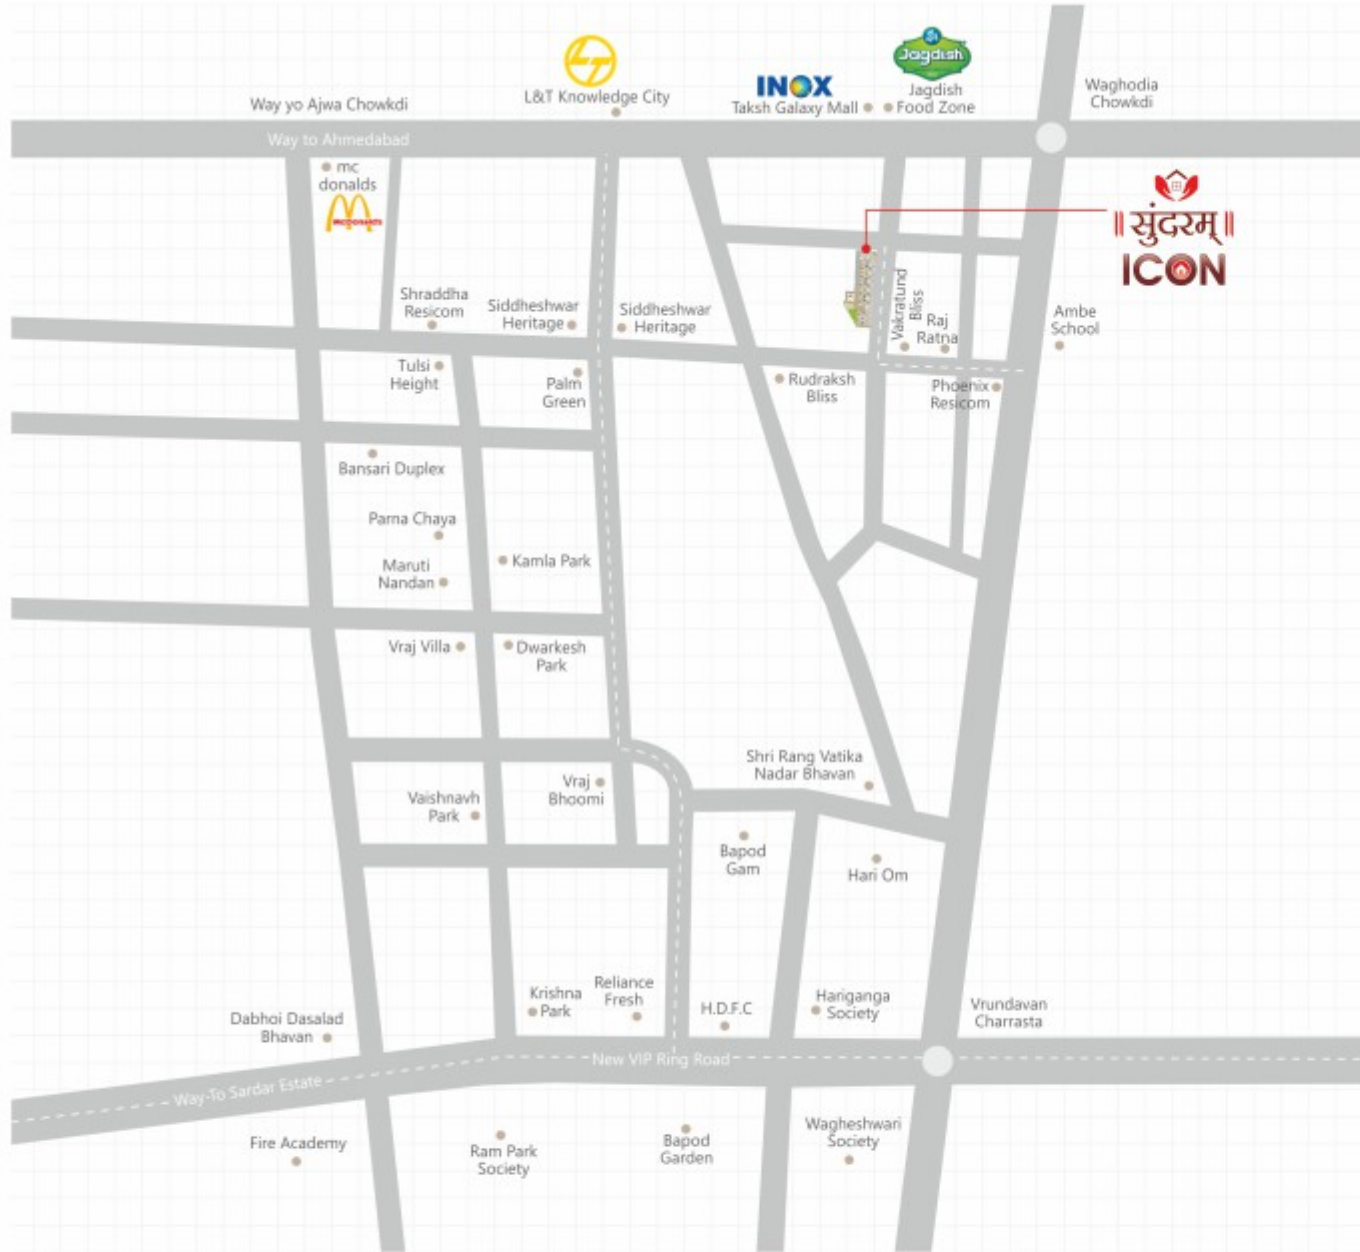 LT
L&T Knowledge City
INOX
Taksh Galaxy Mall
Jagdish
Jagdish
Food Zone
Waghodia
Chowkdi
Way yo Ajwa Chowkdi
Way to Ahmedabad
mc
donalds
McDonald's
॥ सुंदरम् ॥
ICON
Shraddha
Resicom
Siddheshwar
Heritage
Siddheshwar
Heritage
Vakratund
Bliss
Raj
Ratna
Ambe
School
Tulsi
Height
Palm
Green
Rudraksh
Bliss
Phoenix
Resicom
Bansari Duplex
Parna Chaya
Maruti
Nandan
Kamla Park
Vraj Villa
Dwarkesh
Park
Shri Rang Vatika
Nadar Bhavan
Vraj
Bhoomi
Vaishnavh
Park
Bapod
Gam
Hari Om
Krishna
Park
Reliance
Fresh
H.D.F.C
Hariganga
Society
Vrundavan
Charrasta
Dabhoi Dasalad
Bhavan
New VIP Ring Road
Way-To Sardar Estate
Fire Academy
Ram Park
Society
Bapod
Garden
Wagheshwari
Society